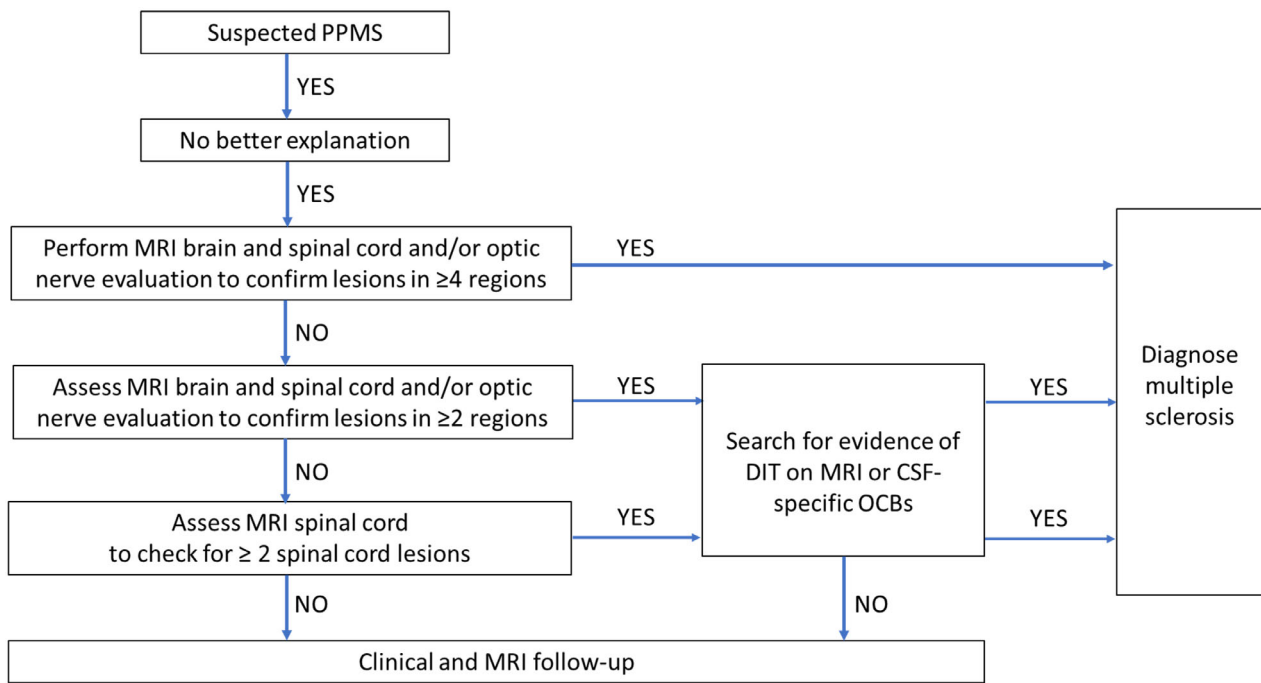 Suspected PPMS
YES
No better explanation
YES
Perform MRI brain and spinal cord and/or optic
nerve evaluation to confirm lesions in ≥4 regions
YES
NO
Assess MRI brain and spinal cord and/or optic
nerve evaluation to confirm lesions in ≥2 regions
YES
Search for evidence of
DIT on MRI or CSF-
specific OCBs
YES
Diagnose
multiple
sclerosis
NO
Assess MRI spinal cord
to check for ≥ 2 spinal cord lesions
YES
YES
NO
NO
Clinical and MRI follow-up